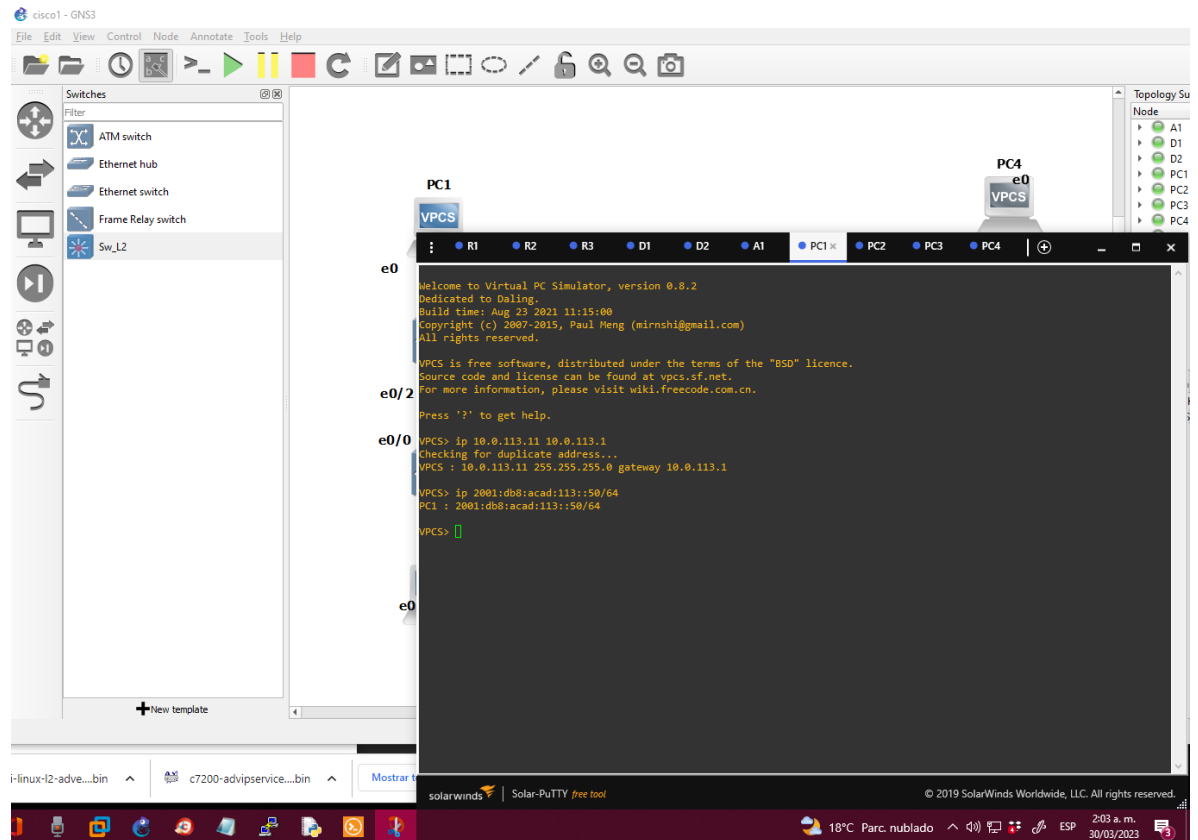 cisco1 - GNS3
File Edit View Control Node Annotate Tools Help
Switches
Filter
ATM switch
Ethernet hub
Ethernet switch
Frame Relay switch
Sw_L2
New template
PC1
VPCS
e0
e0/2
e0/0
e0
PC4
e0
VPCS
Topology Su
Node
A1
D1
D2
PC1
PC2
PC3
PC4
R1 R2 R3 D1 D2 A1 PC1 PC2 PC3 PC4
Welcome to Virtual PC Simulator, version 0.8.2
Dedicated to Daling.
Build time: Aug 23 2021 11:15:00
Copyright (c) 2007-2015, Paul Meng (mirnshi@gmail.com)
All rights reserved.
VPCS is free software, distributed under the terms of the "BSD" licence.
Source code and license can be found at vpcs.sf.net.
For more information, please visit wiki.freecode.com.cn.
Press '?' to get help.
VPCS> ip 10.0.113.11 10.0.113.1
Checking for duplicate address...
VPCS : 10.0.113.11 255.255.255.0 gateway 10.0.113.1
VPCS> ip 2001:db8:acad:113::50/64
PC1 : 2001:db8:acad:113::50/64
VPCS>
i-linux-l2-adve....bin
c7200-advipservice....bin
Mostrar t
solarwinds Solar-PuTTY free tool
© 2019 SolarWinds Worldwide, LLC. All rights reserved.
18°C Parc. nublado
ESP
2:03 a. m.
30/03/2023
3